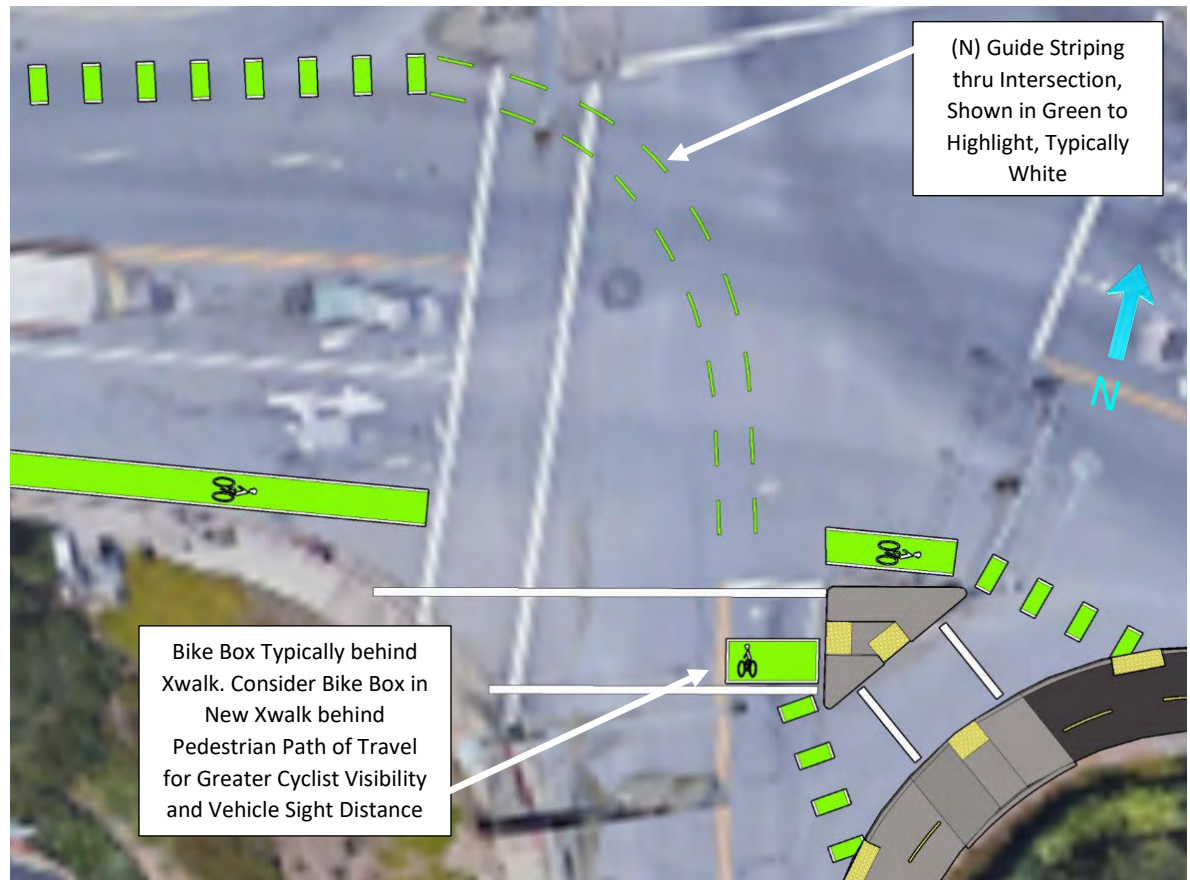 (N) Guide Striping
thru Intersection,
Shown in Green to
Highlight, Typically
White
N
Bike Box Typically behind
Xwalk. Consider Bike Box in
New Xwalk behind
Pedestrian Path of Travel
for Greater Cyclist Visibility
and Vehicle Sight Distance